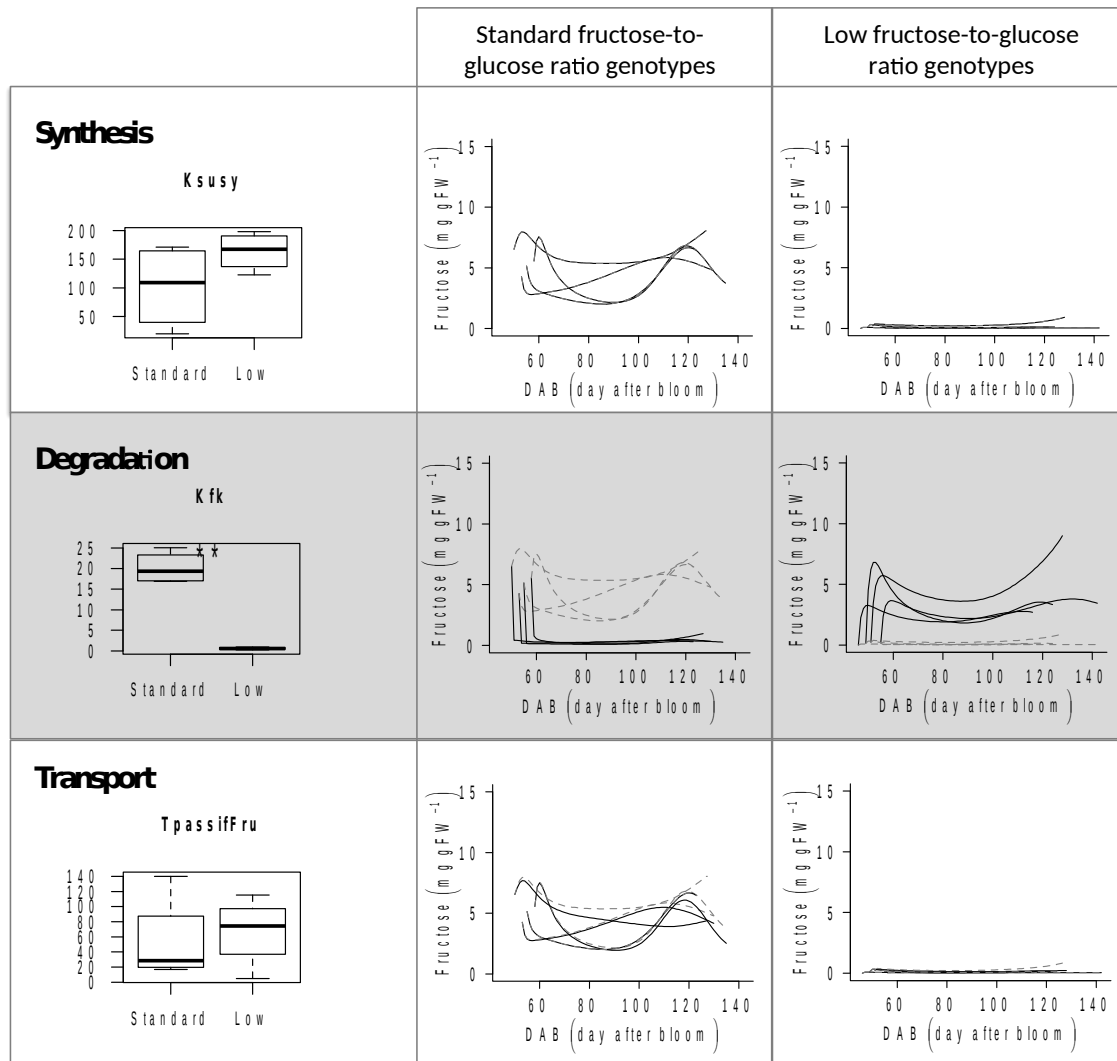 Standard fructose-to-
glucose ratio genotypes
Low fructose-to-glucose
ratio genotypes
Synthesis
Ksusy
200
150
100
50
Standard Low
Fructose (mg gFW⁻¹)
15
10
5
0
60 80 100 120 140
DAB (day after bloom)
Fructose (mg gFW⁻¹)
15
10
5
0
60 80 100 120 140
DAB (day after bloom)
Degradation
Kfk
**
25
20
15
10
5
0
Standard Low
Fructose (mg gFW⁻¹)
15
10
5
0
60 80 100 120 140
DAB (day after bloom)
Fructose (mg gFW⁻¹)
15
10
5
0
60 80 100 120 140
DAB (day after bloom)
Transport
TpassifFru
140
120
100
80
60
40
20
0
Standard Low
Fructose (mg gFW⁻¹)
15
10
5
0
60 80 100 120 140
DAB (day after bloom)
Fructose (mg gFW⁻¹)
15
10
5
0
60 80 100 120 140
DAB (day after bloom)